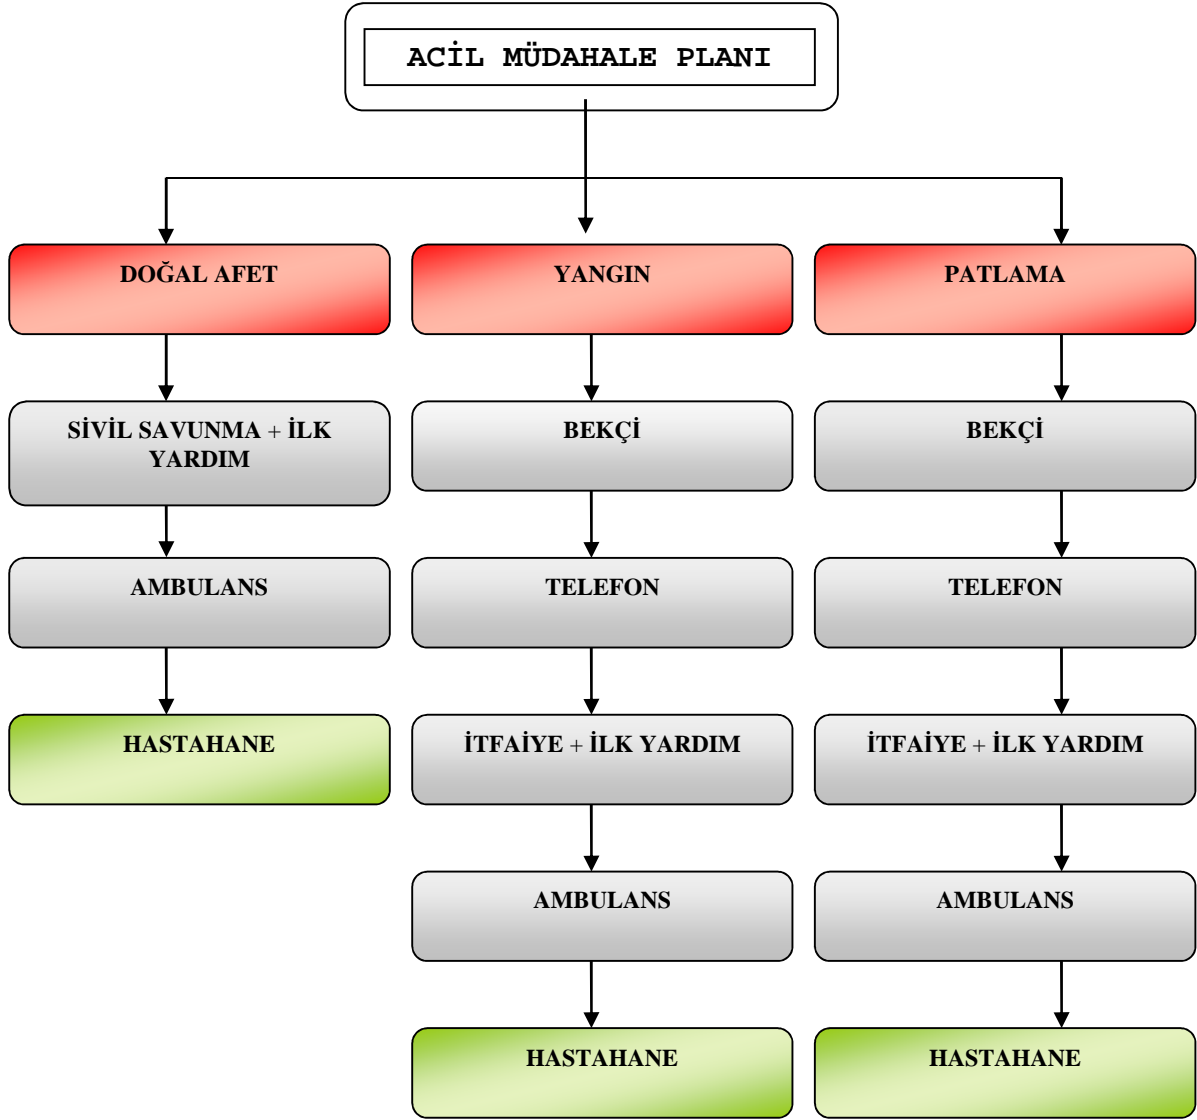 ACİL MÜDAHALE PLANI
DOĞAL AFET
YANGIN
PATLAMA
SİVİL SAVUNMA + İLK
YARDIM
BEKÇİ
BEKÇİ
AMBULANS
TELEFON
TELEFON
HASTAHANE
İTFAİYE + İLK YARDIM
İTFAİYE + İLK YARDIM
AMBULANS
AMBULANS
HASTAHANE
HASTAHANE